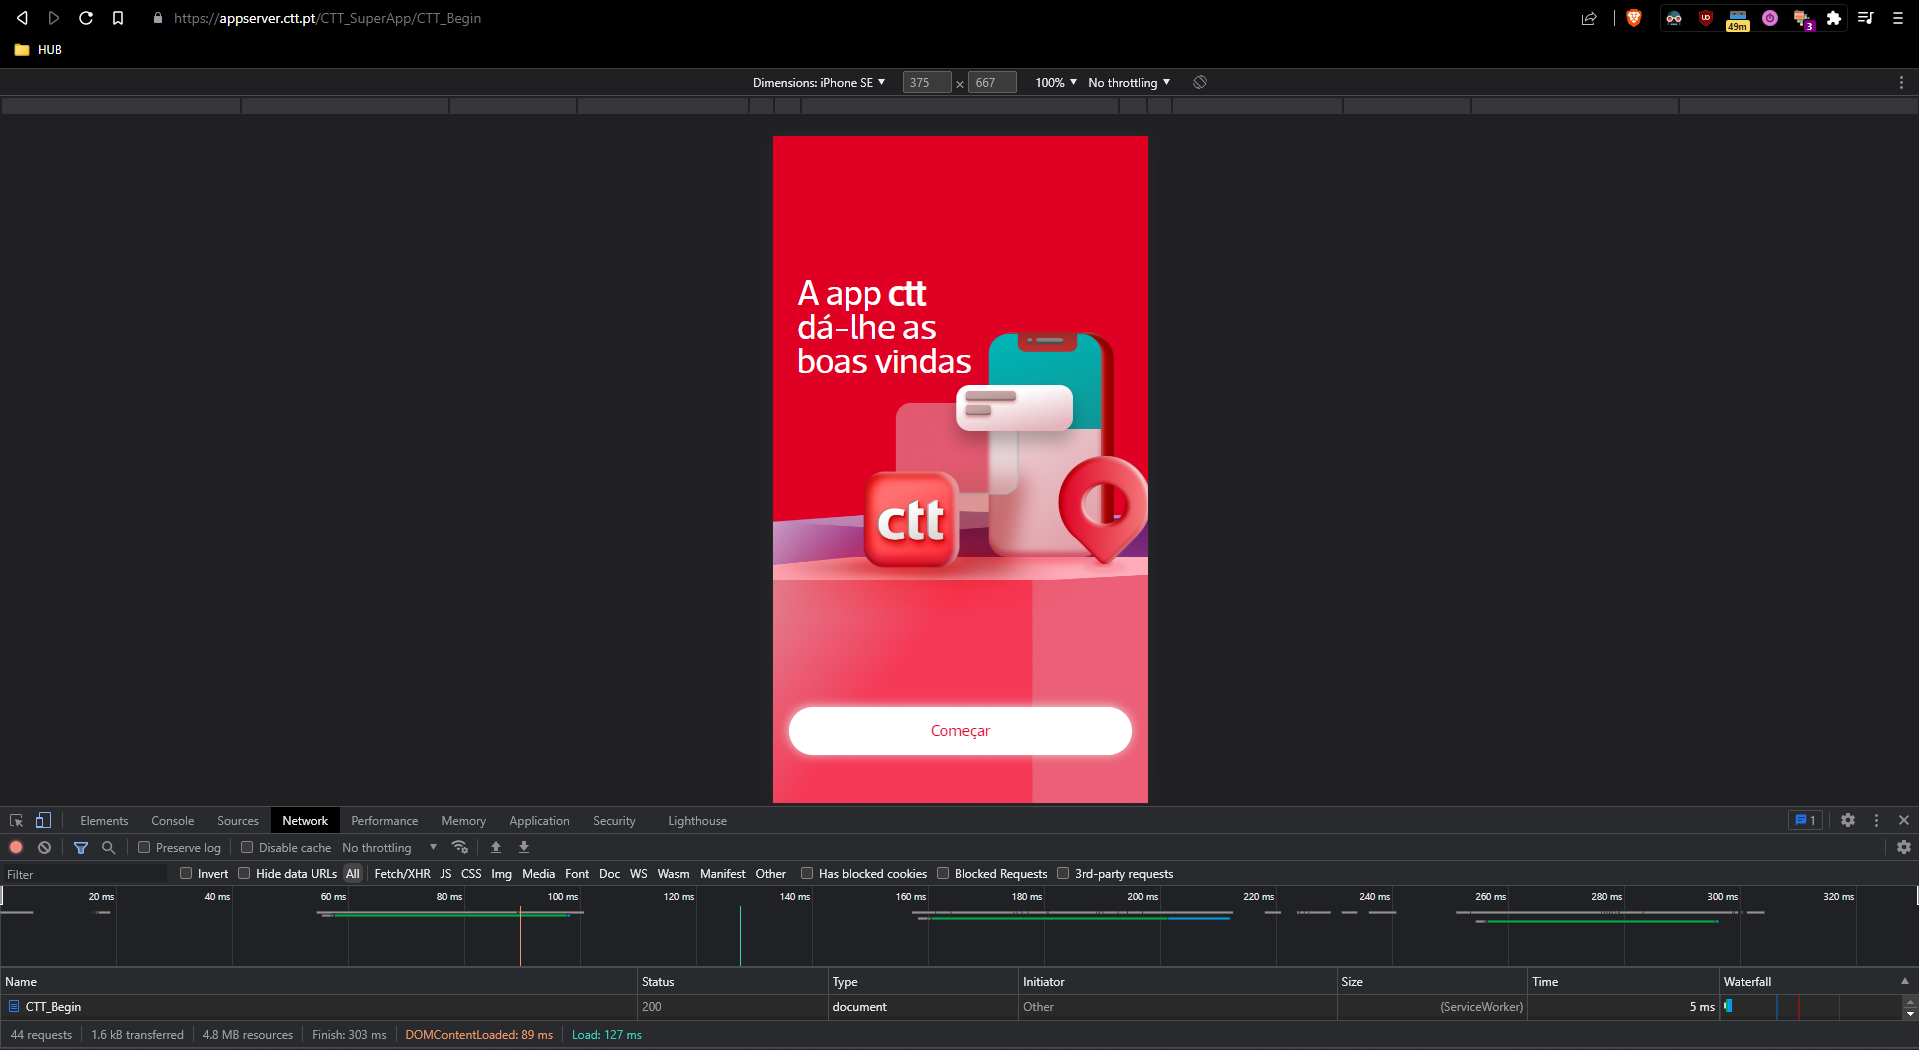 https://appserver.ctt.pt/CTT_SuperApp/CTT_Begin
49m
3
HUB
Dimensions: iPhone SE 375 × 667 100% No throttling
A app ctt
dá-lhe as
boas vindas
ctt
Começar
Elements Console Sources Network Performance Memory Application Security Lighthouse 1
Preserve log Disable cache No throttling
Filter Invert Hide data URLs All Fetch/XHR JS CSS Img Media Font Doc WS Wasm Manifest Other Has blocked cookies Blocked Requests 3rd-party requests
20 ms 40 ms 60 ms 80 ms 100 ms 120 ms 140 ms 160 ms 180 ms 200 ms 220 ms 240 ms 260 ms 280 ms 300 ms 320 ms
Name Status Type Initiator Size Time Waterfall
CTT_Begin 200 document Other (ServiceWorker) 5 ms
44 requests 1.6 kB transferred 4.8 MB resources Finish: 303 ms DOMContentLoaded: 89 ms Load: 127 ms